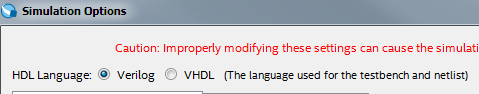 Simulation Options
Caution: Improperly modifying these settings can cause the
HDL Language: Verilog VHDL (The language used for the testbench and netlist)